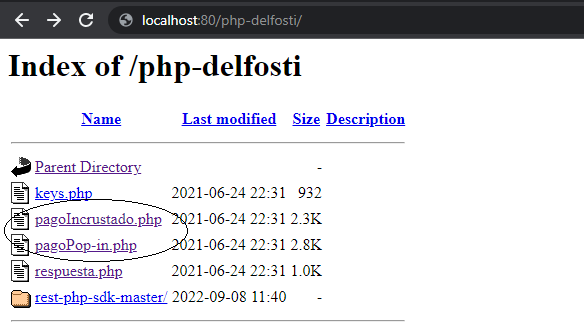 localhost:80/php-delfosti/
Index of /php-delfosti
Name Last modified Size Description
Parent Directory -
keys.php 2021-06-24 22:31 932
pagoIncrustado.php 2021-06-24 22:31 2.3K
pagoPop-in.php 2021-06-24 22:31 2.8K
respuesta.php 2021-06-24 22:31 1.0K
rest-php-sdk-master/ 2022-09-08 11:40 -